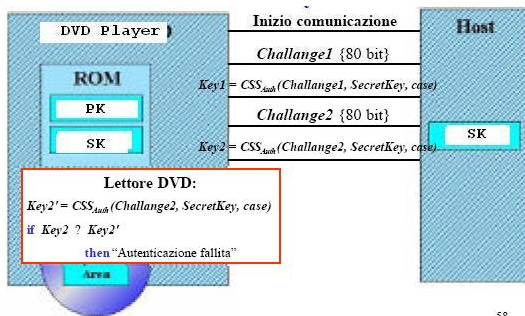 Inizio comunicazione
DVD Player
Host
Challange1 {80 bit}
ROM
Key1 = CSSAuth(Challange1, SecretKey, case)
PK
Challange2 {80 bit}
SK
SK
Key2 = CSSAuth(Challange2, SecretKey, case)
Lettore DVD:
Key2' = CSSAuth(Challange2, SecretKey, case)
if Key2 ? Key2'
then “Autenticazione fallita”
Area
58